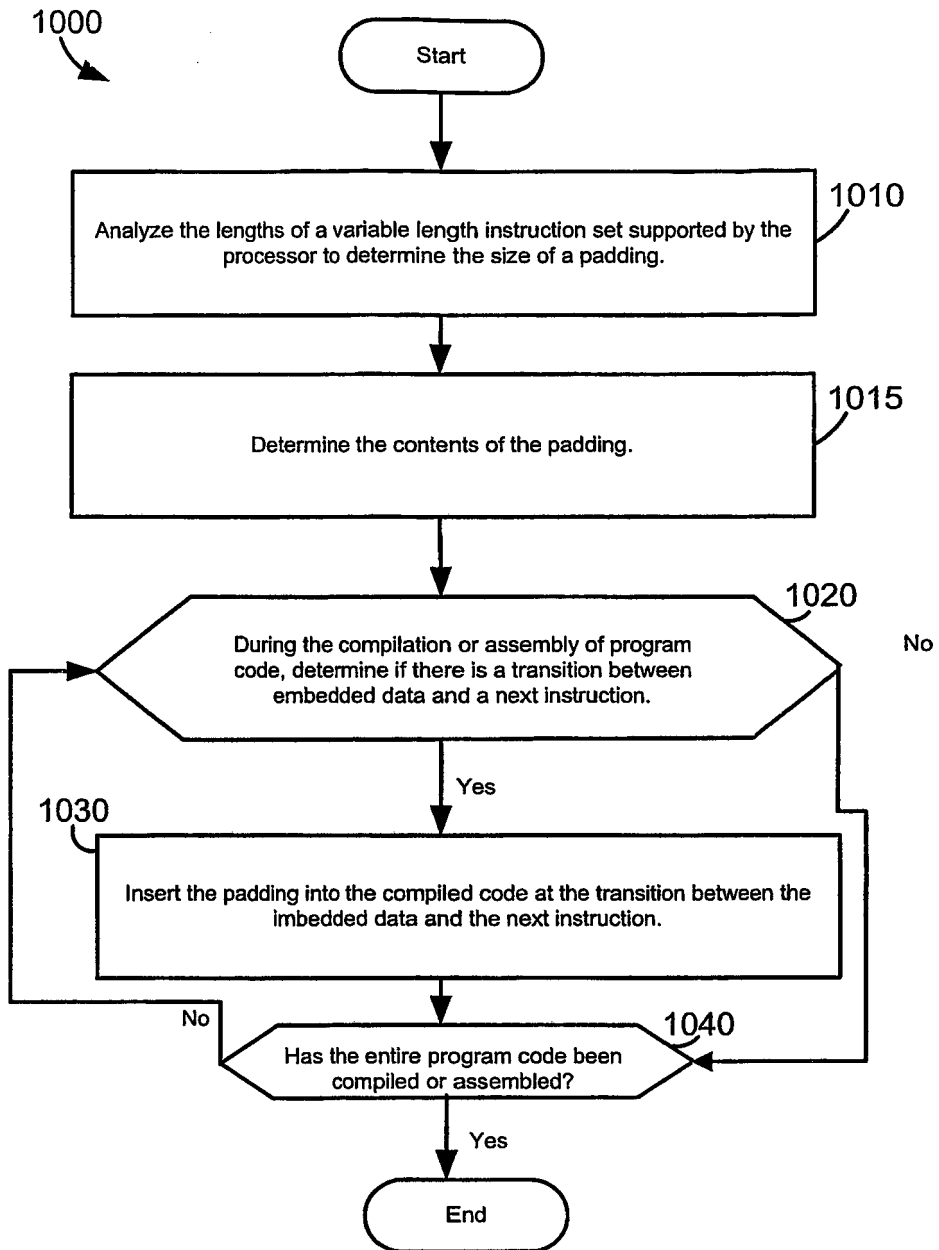 1000
Start
1010
Analyze the lengths of a variable length instruction set supported by the
processor to determine the size of a padding.
1015
Determine the contents of the padding.
1020
During the compilation or assembly of program
code, determine if there is a transition between
embedded data and a next instruction.
No
Yes
1030
Insert the padding into the compiled code at the transition between the
imbedded data and the next instruction.
No
1040
Has the entire program code been
compiled or assembled?
Yes
End